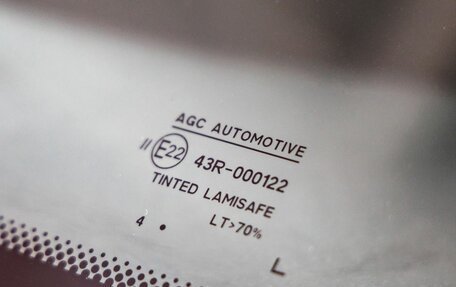 AGC AUTOMOTIVE
II E22 43R-000122
TINTED LAMISAFE
LT>70%
4 •
L